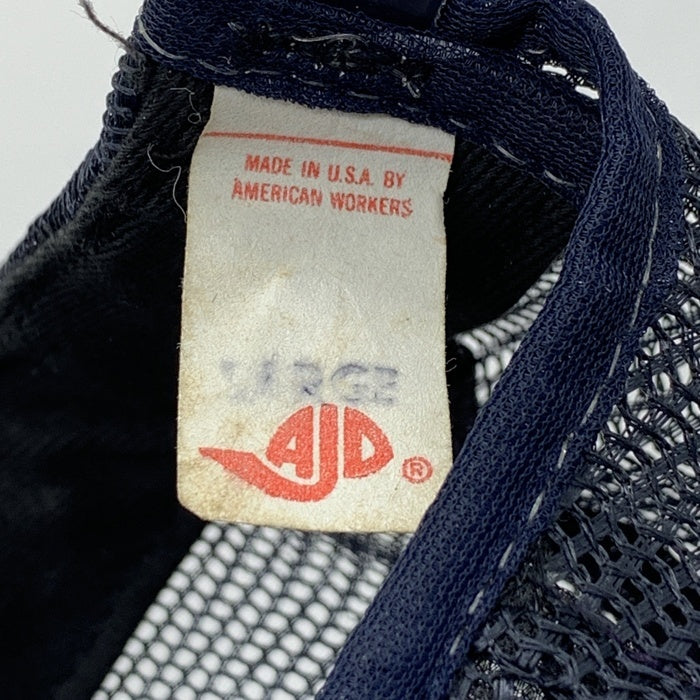 MADE IN U.S.A. BY
AMERICAN WORKERS
LARGE
AJD ®